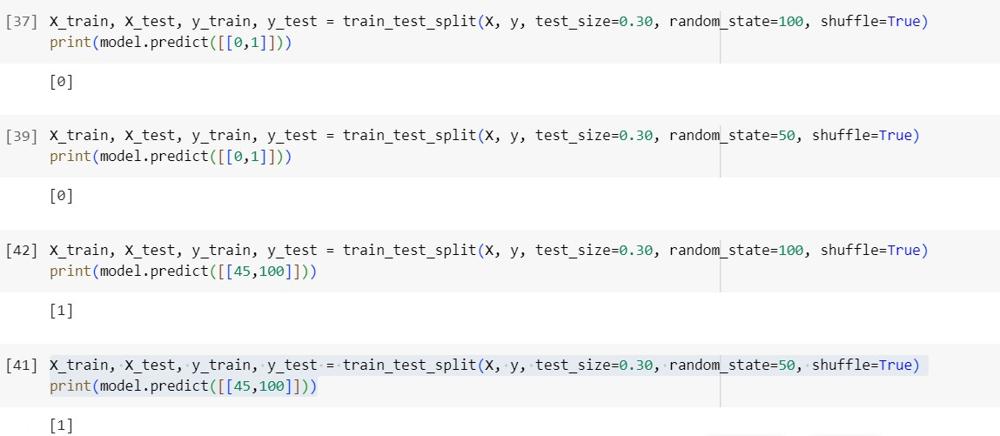 [37] X_train, X_test, y_train, y_test = train_test_split(X, y, test_size=0.30, random_state=100, shuffle=True)
print(model.predict([[0,1]]))
[0]
[39] X_train, X_test, y_train, y_test = train_test_split(X, y, test_size=0.30, random_state=50, shuffle=True)
print(model.predict([[0,1]]))
[0]
[42] X_train, X_test, y_train, y_test = train_test_split(X, y, test_size=0.30, random_state=100, shuffle=True)
print(model.predict([[45,100]]))
[1]
[41] X_train, X_test, y_train, y_test = train_test_split(X, y, test_size=0.30, random_state=50, shuffle=True)
print(model.predict([[45,100]]))
[1]